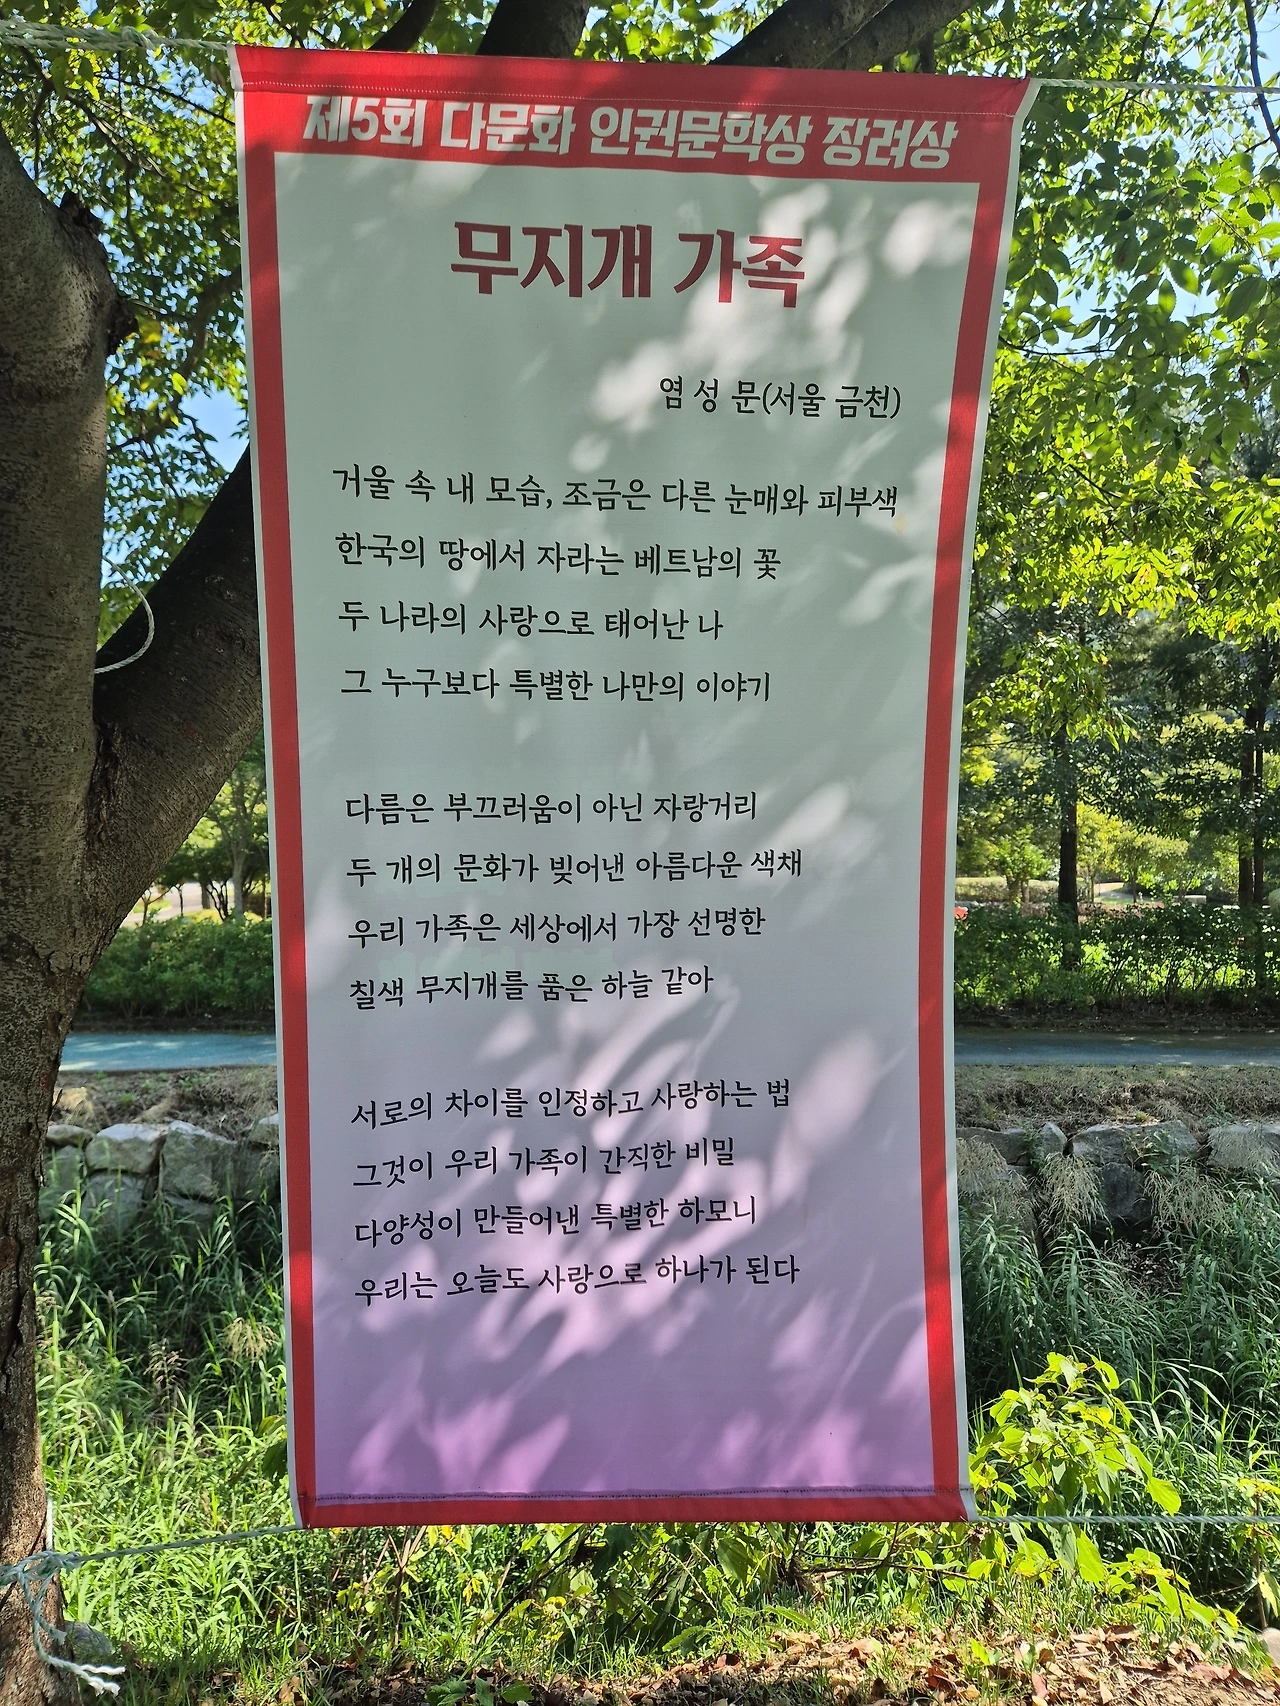 제5회 다문화 인권문학상 장려상
무지개 가족
염 성 문(서울 금천)
거울 속 내 모습, 조금은 다른 눈매와 피부색
한국의 땅에서 자라는 베트남의 꽃
두 나라의 사랑으로 태어난 나
그 누구보다 특별한 나만의 이야기
다름은 부끄러움이 아닌 자랑거리
두 개의 문화가 빚어낸 아름다운 색채
우리 가족은 세상에서 가장 선명한
칠색 무지개를 품은 하늘 같아
서로의 차이를 인정하고 사랑하는 법
그것이 우리 가족이 간직한 비밀
다양성이 만들어낸 특별한 하모니
우리는 오늘도 사랑으로 하나가 된다